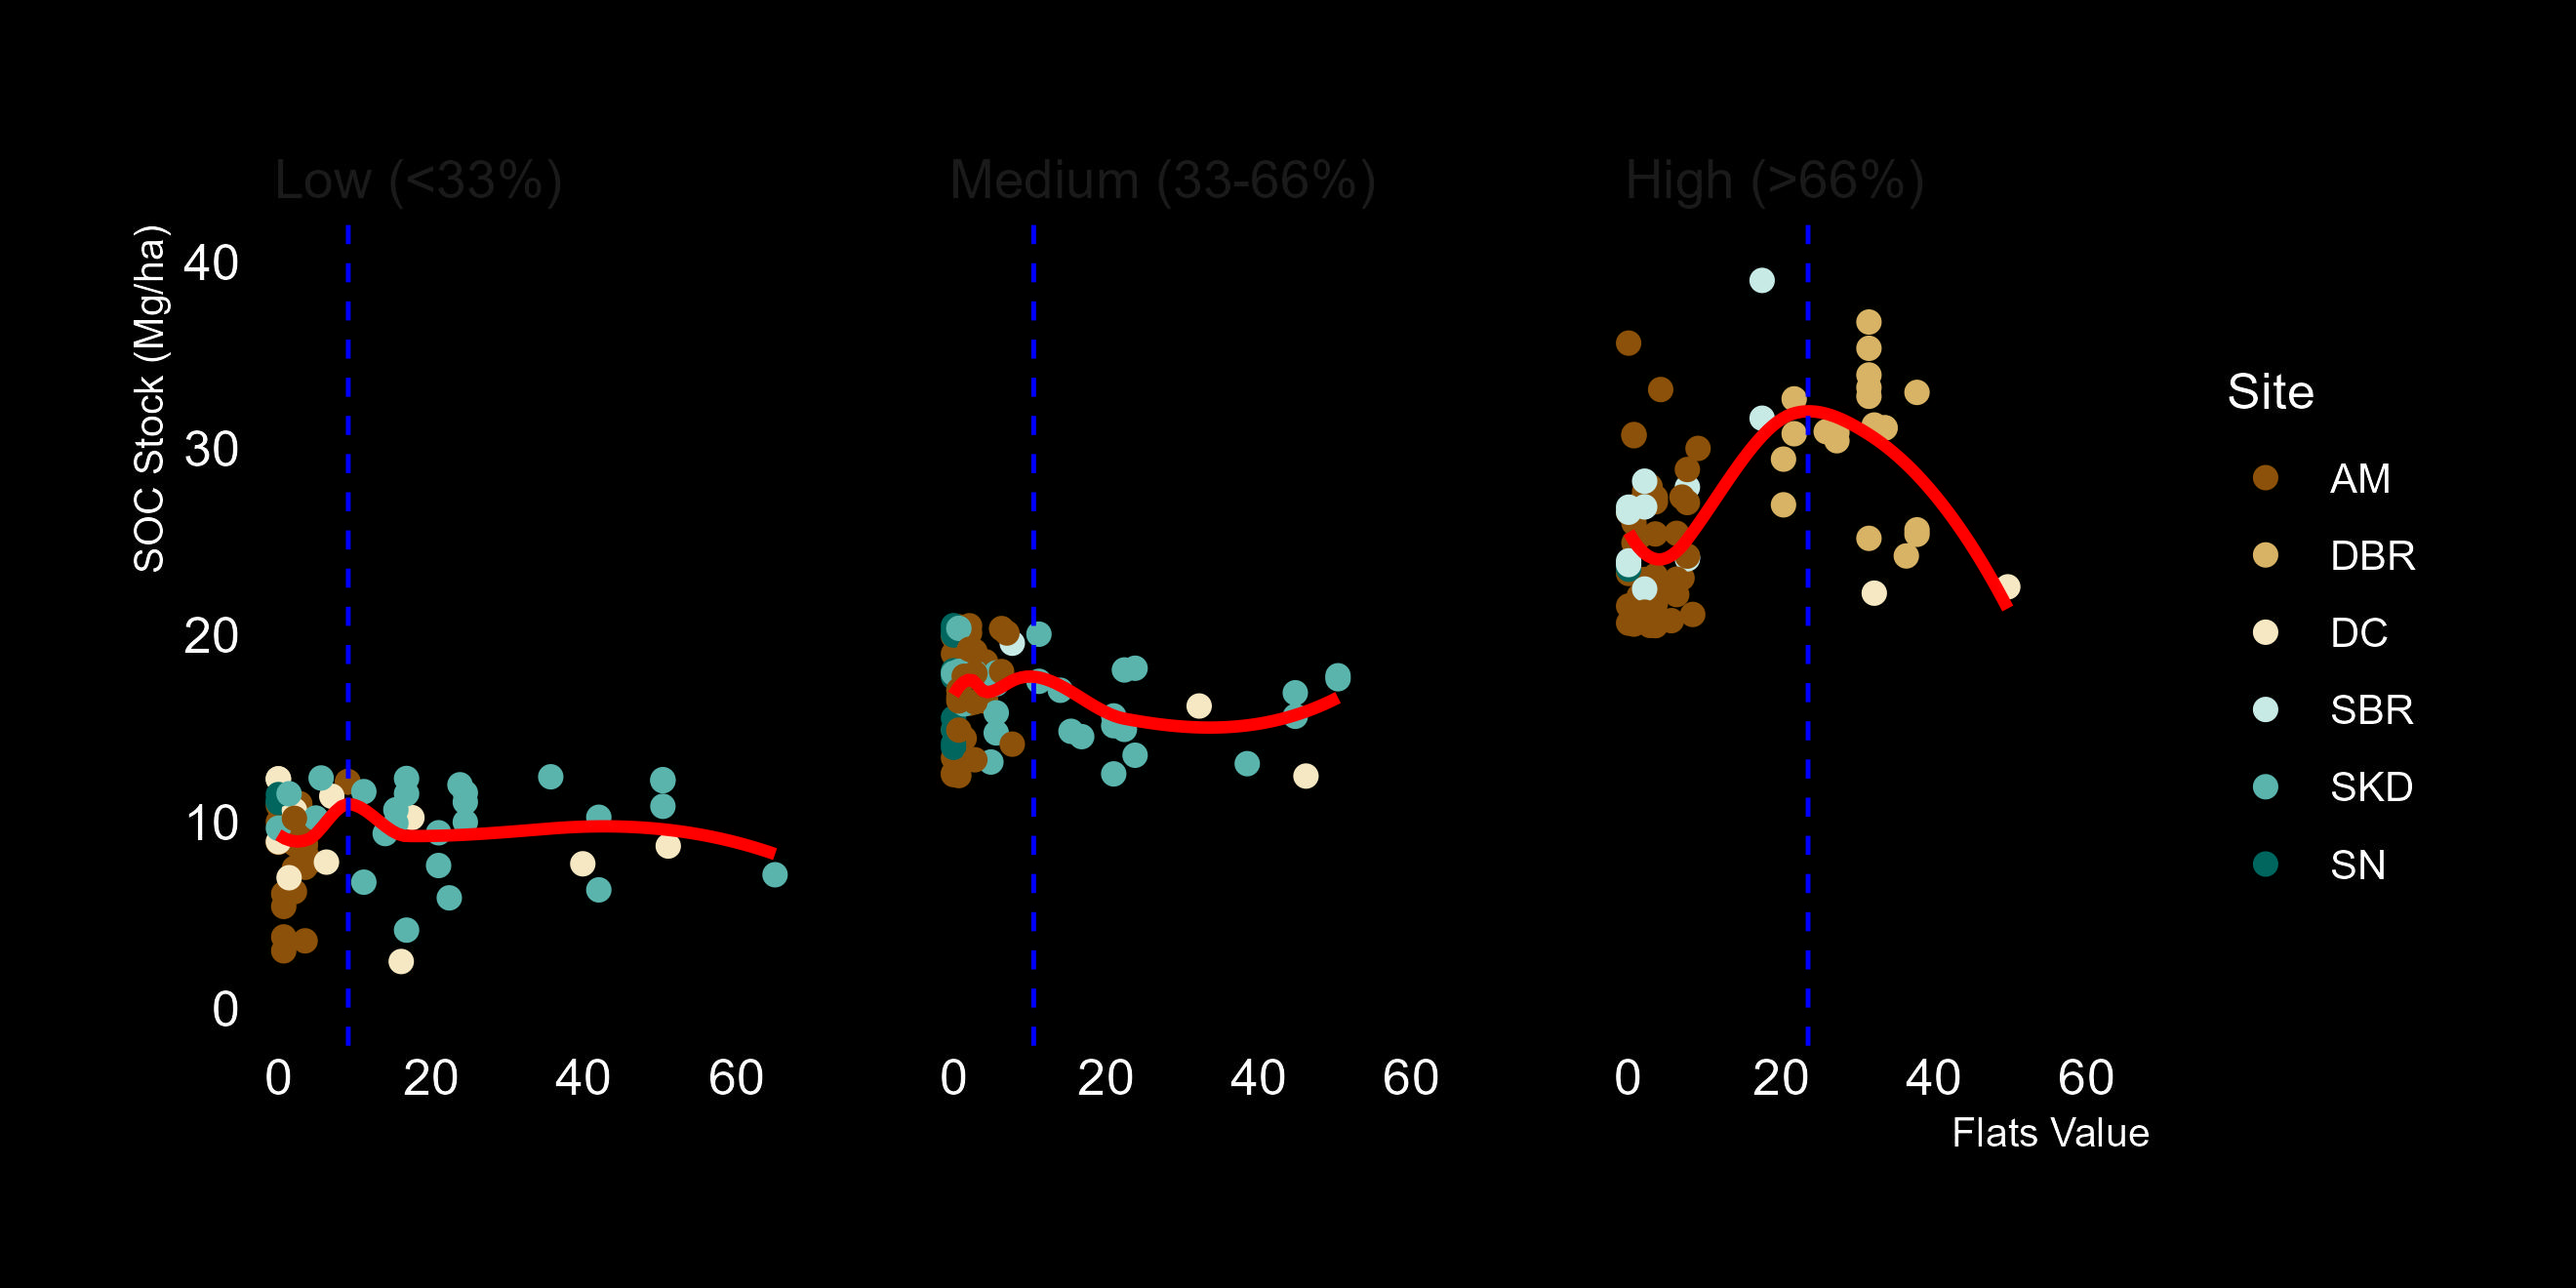 Low (<33%)
Medium (33-66%)
High (>66%)
SOC Stock (Mg/ha)
40
30
20
10
0
0 20 40 60
0 20 40 60
0 20 40 60
Flats Value
Site
AM
DBR
DC
SBR
SKD
SN